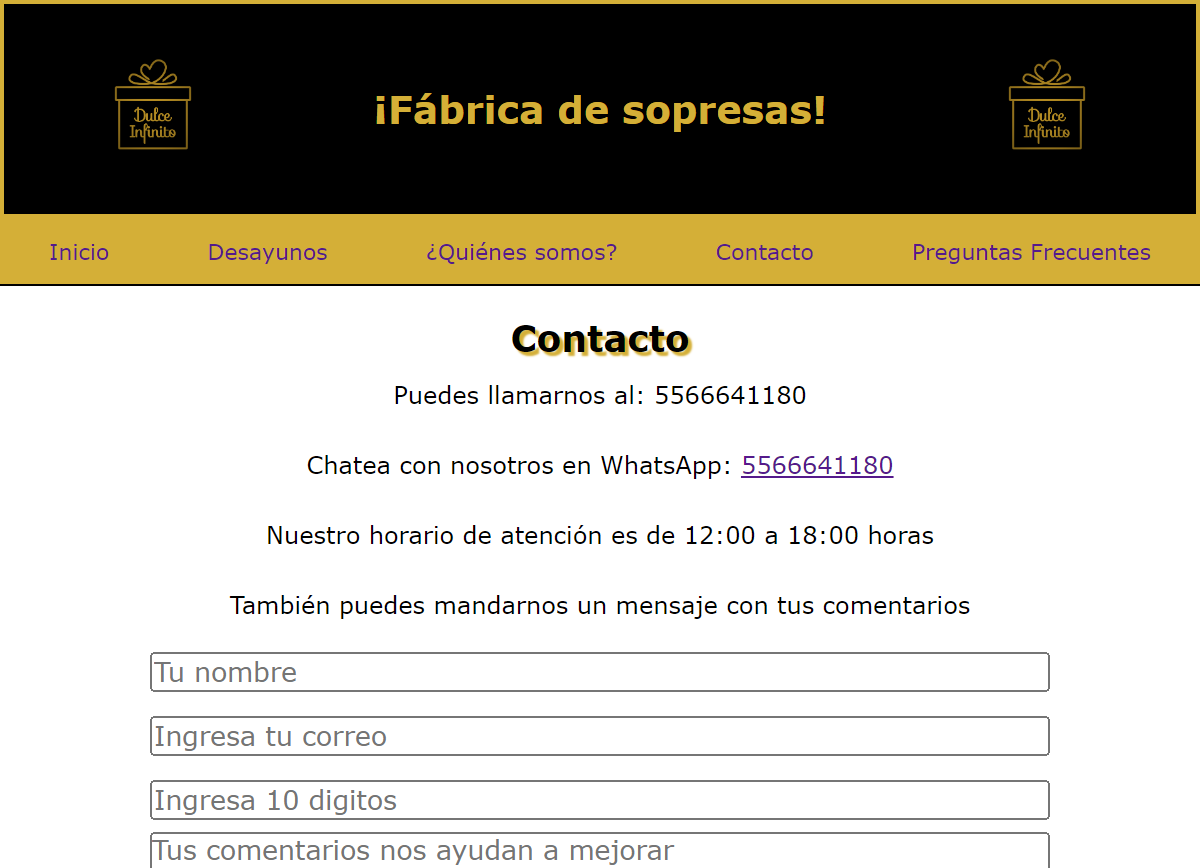 Dulce
Infinito
¡Fábrica de sopresas!
Dulce
Infinito
Inicio
Desayunos
¿Quiénes somos?
Contacto
Preguntas Frecuentes
Contacto
Puedes llamarnos al: 5566641180
Chatea con nosotros en WhatsApp: 5566641180
Nuestro horario de atención es de 12:00 a 18:00 horas
También puedes mandarnos un mensaje con tus comentarios
Tu nombre
Ingresa tu correo
Ingresa 10 digitos
Tus comentarios nos ayudan a mejorar